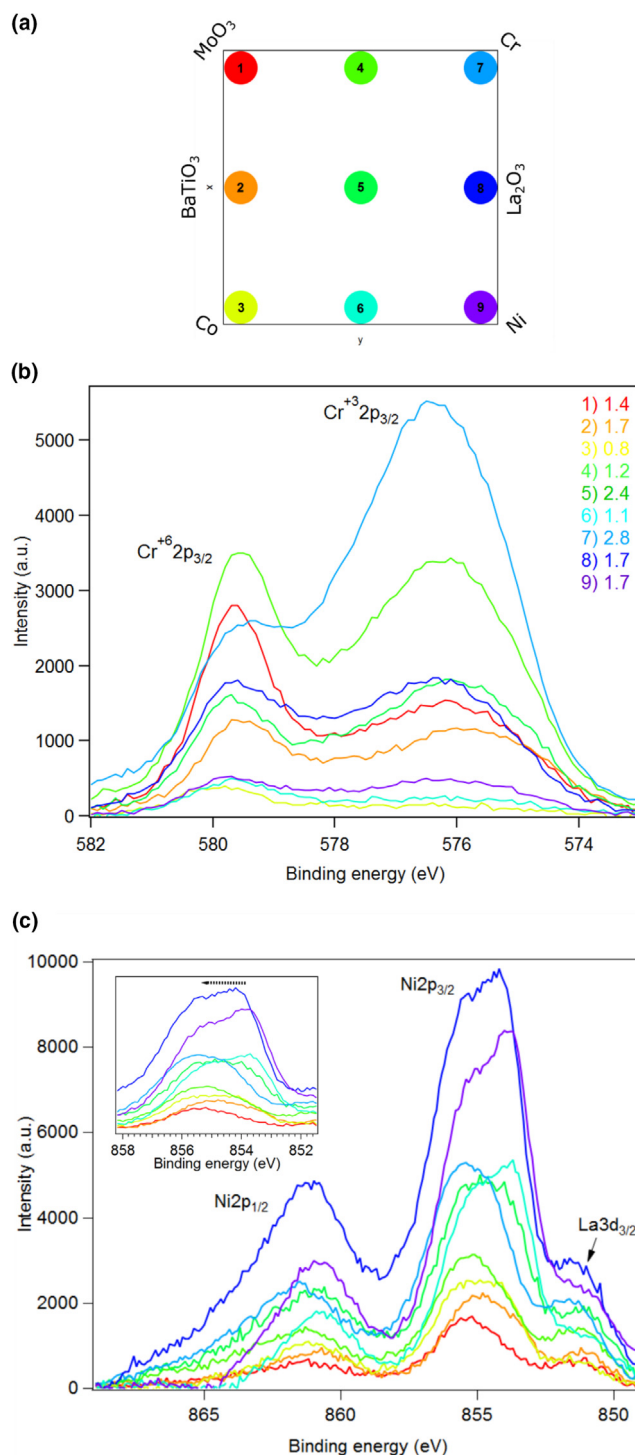 (a)
MoO₃
Cr
1 4 7
BaTiO₃ x 2 5 8 La₂O₃
3 6 9
Co
Ni
y
(b)
Cr⁺³2p₃/₂
Cr⁺⁶2p₃/₂
1) 1.4
2) 1.7
3) 0.8
4) 1.2
5) 2.4
6) 1.1
7) 2.8
8) 1.7
9) 1.7
Intensity (a.u.)
5000
4000
3000
2000
1000
0
582 580 578 576 574
Binding energy (eV)
(c)
10000
8000
6000
4000
2000
0
Intensity (a.u.)
858 856 854 852
Binding energy (eV)
Ni2p₃/₂
Ni2p₁/₂
La3d₃/₂
865 860 855 850
Binding energy (eV)